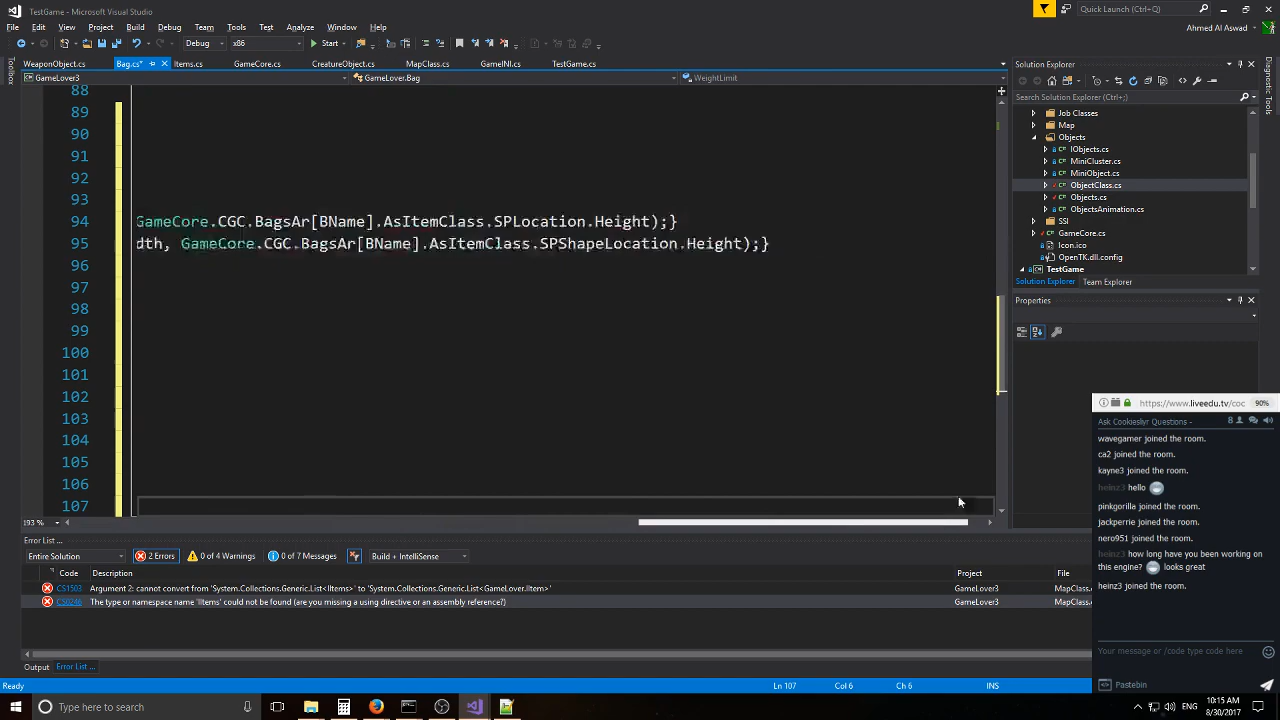 TestGame - Microsoft Visual Studio
Quick Launch (Ctrl+Q)
File Edit View Project Build Debug Team Tools Test Analyze Window Help
Ahmed Al Aswad
Debug x86 Start
WeaponObject.cs Bag.cs* Items.cs GameCore.cs CreatureObject.cs MapClass.cs GameINI.cs TestGame.cs
GameLover3 GameLover.Bag WeightLimit
Toolbox
88
89
90
91
92
93
94 GameCore.CGC.BagsAr[BName].AsItemClass.SPLocation.Height);}
95 dth, GameCore.CGC.BagsAr[BName].AsItemClass.SPShapeLocation.Height);}
96
97
98
99
100
101
102
103
104
105
106
107
Solution Explorer
Search Solution Explorer (Ctrl+;)
Job Classes
Map
Objects
IObjects.cs
MiniCluster.cs
MiniObject.cs
ObjectClass.cs
Objects.cs
ObjectsAnimation.cs
SSI
GameCore.cs
Icon.ico
OpenTK.dll.config
TestGame
Solution Explorer Team Explorer
Properties
Diagnostic Tools
193 %
Error List ...
Entire Solution 2 Errors 0 of 4 Warnings 0 of 7 Messages Build + IntelliSense
Code Description Project File
CS1503 Argument 2: cannot convert from 'System.Collections.Generic.List<IItems>' to 'System.Collections.Generic.List<GameLover.IItem>' GameLover3 MapClass.
CS0246 The type or namespace name 'IItems' could not be found (are you missing a using directive or an assembly reference?) GameLover3 MapClass.
Output Error List ...
Ready Ln 107 Col 6 Ch 6 INS
https://www.liveedu.tv/coc 90%
Ask Cookieslyr Questions - 8
wavegamer joined the room.
ca2 joined the room.
kayne3 joined the room.
heinz3 hello
pinkgorilla joined the room.
jackperrie joined the room.
nero951 joined the room.
heinz3 how long have you been working on
this engine? looks great
heinz3 joined the room.
Your message or /code type code here
Pastebin
Type here to search
ENG
10:15 AM
8/30/2017